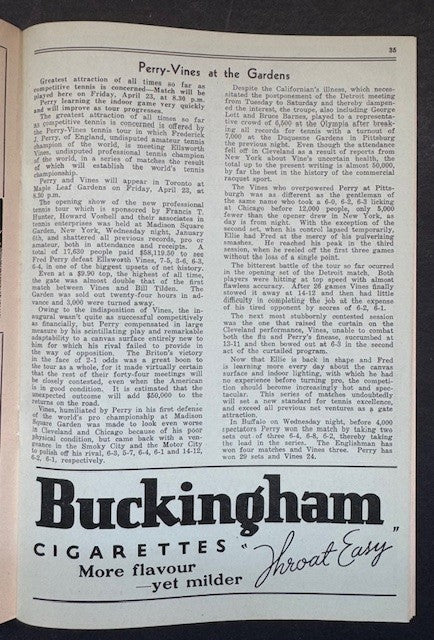 35
Perry-Vines at the Gardens
Greatest attraction of all times so far as
competitive tennis is concerned—Match will be
played here on Friday, April 23, at 8.30 p.m.
Perry learning the indoor game very quickly
and will improve as tour progresses.
The greatest attraction of all times so far
as competitive tennis is concerned is offered by
the Perry-Vines tennis tour in which Frederick
J. Perry, of England, undisputed amateur tennis
champion of the world, is meeting Ellsworth
Vines, undisputed professional tennis champion
of the world, in a series of matches the result
of which will establish the world's tennis
championship.
Perry and Vines will appear in Toronto at
Maple Leaf Gardens on Friday, April 23, at
8.30 p.m.
The opening show of the new professional
tennis tour which is sponsored by Francis T.
Hunter, Howard Voshell and their associates in
tennis enterprises was held at Madison Square
Garden, New York, Wednesday night, January
6th, and shattered all previous records, pro or
amateur, both in attendance and receipts. A
total of 17,630 people paid $58,119.50 to see
Fred Perry defeat Ellsworth Vines, 7-5, 3-6, 6-3,
6-4, in one of the biggest upsets of net history.
Even at a $9.90 top, the highest of all time,
the gate was almost double that of the first
match between Vines and Bill Tilden. The
Garden was sold out twenty-four hours in ad-
vance and 3,000 were turned away.
Owing to the indisposition of Vines, the in-
augural wasn't quite as successful competitively
as financially, but Perry compensated in large
measure by his scintillating play and remarkable
adaptability to a canvas surface entirely new to
him for which his rival failed to provide in
the way of opposition. The Briton's victory
in the face of 2-1 odds was a great boon to
the tour as a whole, for it made virtually certain
that the rest of their forty-four meetings will
be closely contested, even when the American
is in good condition. It is estimated that the
unexpected outcome will add $50,000 to the
returns on the road.
Vines, humiliated by Perry in his first defence
of the world's pro championship at Madison
Square Garden was made to look even worse
in Cleveland and Chicago because of his poor
physical condition, but came back with a ven-
geance in the Smoky City and the Motor City
to polish off his rival, 6-3, 5-7, 6-4, 6-1 and 14-12,
6-2, 6-1, respectively.
Despite the Californian's illness, which neces-
sitated postponement of the Detroit meeting
from Tuesday to Saturday and thereby dampen-
ed the interest, the troupe, also including George
Lott and Bruce Barnes, played to a representa-
tive crowd of 6,500 at the Olympia after break-
ing all records for tennis with a turnout of
7,000 at the Duquesne Gardens in Pittsburg
the previous night. Even though the attendance
fell off in Cleveland as a result of reports from
New York about Vine's uncertain health, the
total up to the present writing is almost 50,000,
by far the best in the history of the commercial
racquet sport.
The Vines who overpowered Perry at Pitts-
burgh was as different as the gentleman of
the same name who took a 6-0, 6-2, 6-3 licking
at Chicago before 12,000 people, only 5,000
fewer than the opener drew in New York, as
day is from night. With the exception of the
second set, when his control lapsed temporarily,
Ellie had Fred at the mercy of his pulverizing
smashes. He reached his peak in the third
session, when he reeled off the first three games
without the loss of a single point.
The bitterest battle of the tour so far ocurred
in the opening set of the Detroit match. Both
players were hitting at top speed with almost
flawless accuracy. After 26 games Vines finally
stowed it away at 14-12 and then had little
difficulty in completing the job at the expense
of his tired opponent by scores of 6-2, 6-1.
The next most stubbornly contested session
was the one that raised the curtain on the
Cleveland performance, Vines, unable to combat
both the flu and Perry's finesse, succumbed at
13-11 and then bowed out at 6-3 in the second
act of the curtailed program.
Now that Ellie is back in shape and Fred
is learning more every day about the canvas
surface and indoor lighting, with which he had
no experience before turning pro, the competi-
tion should become increasingly hot and spec-
tacular. This series of matches undoubtedly
will set a new standard for tennis excellence,
and exceed all previous net ventures as a gate
attraction.
In Buffalo on Wednesday night, before 4,000
spectators Perry won the match by taking two
sets out of three 6-4, 6-8, 6-2, thereby taking
the lead in the series. The Englishman has
won four matches and Vines three. Perry has
won 29 sets and Vines 24.
Buckingham
CIGARETTES "Throat Easy"
More flavour
—yet milder